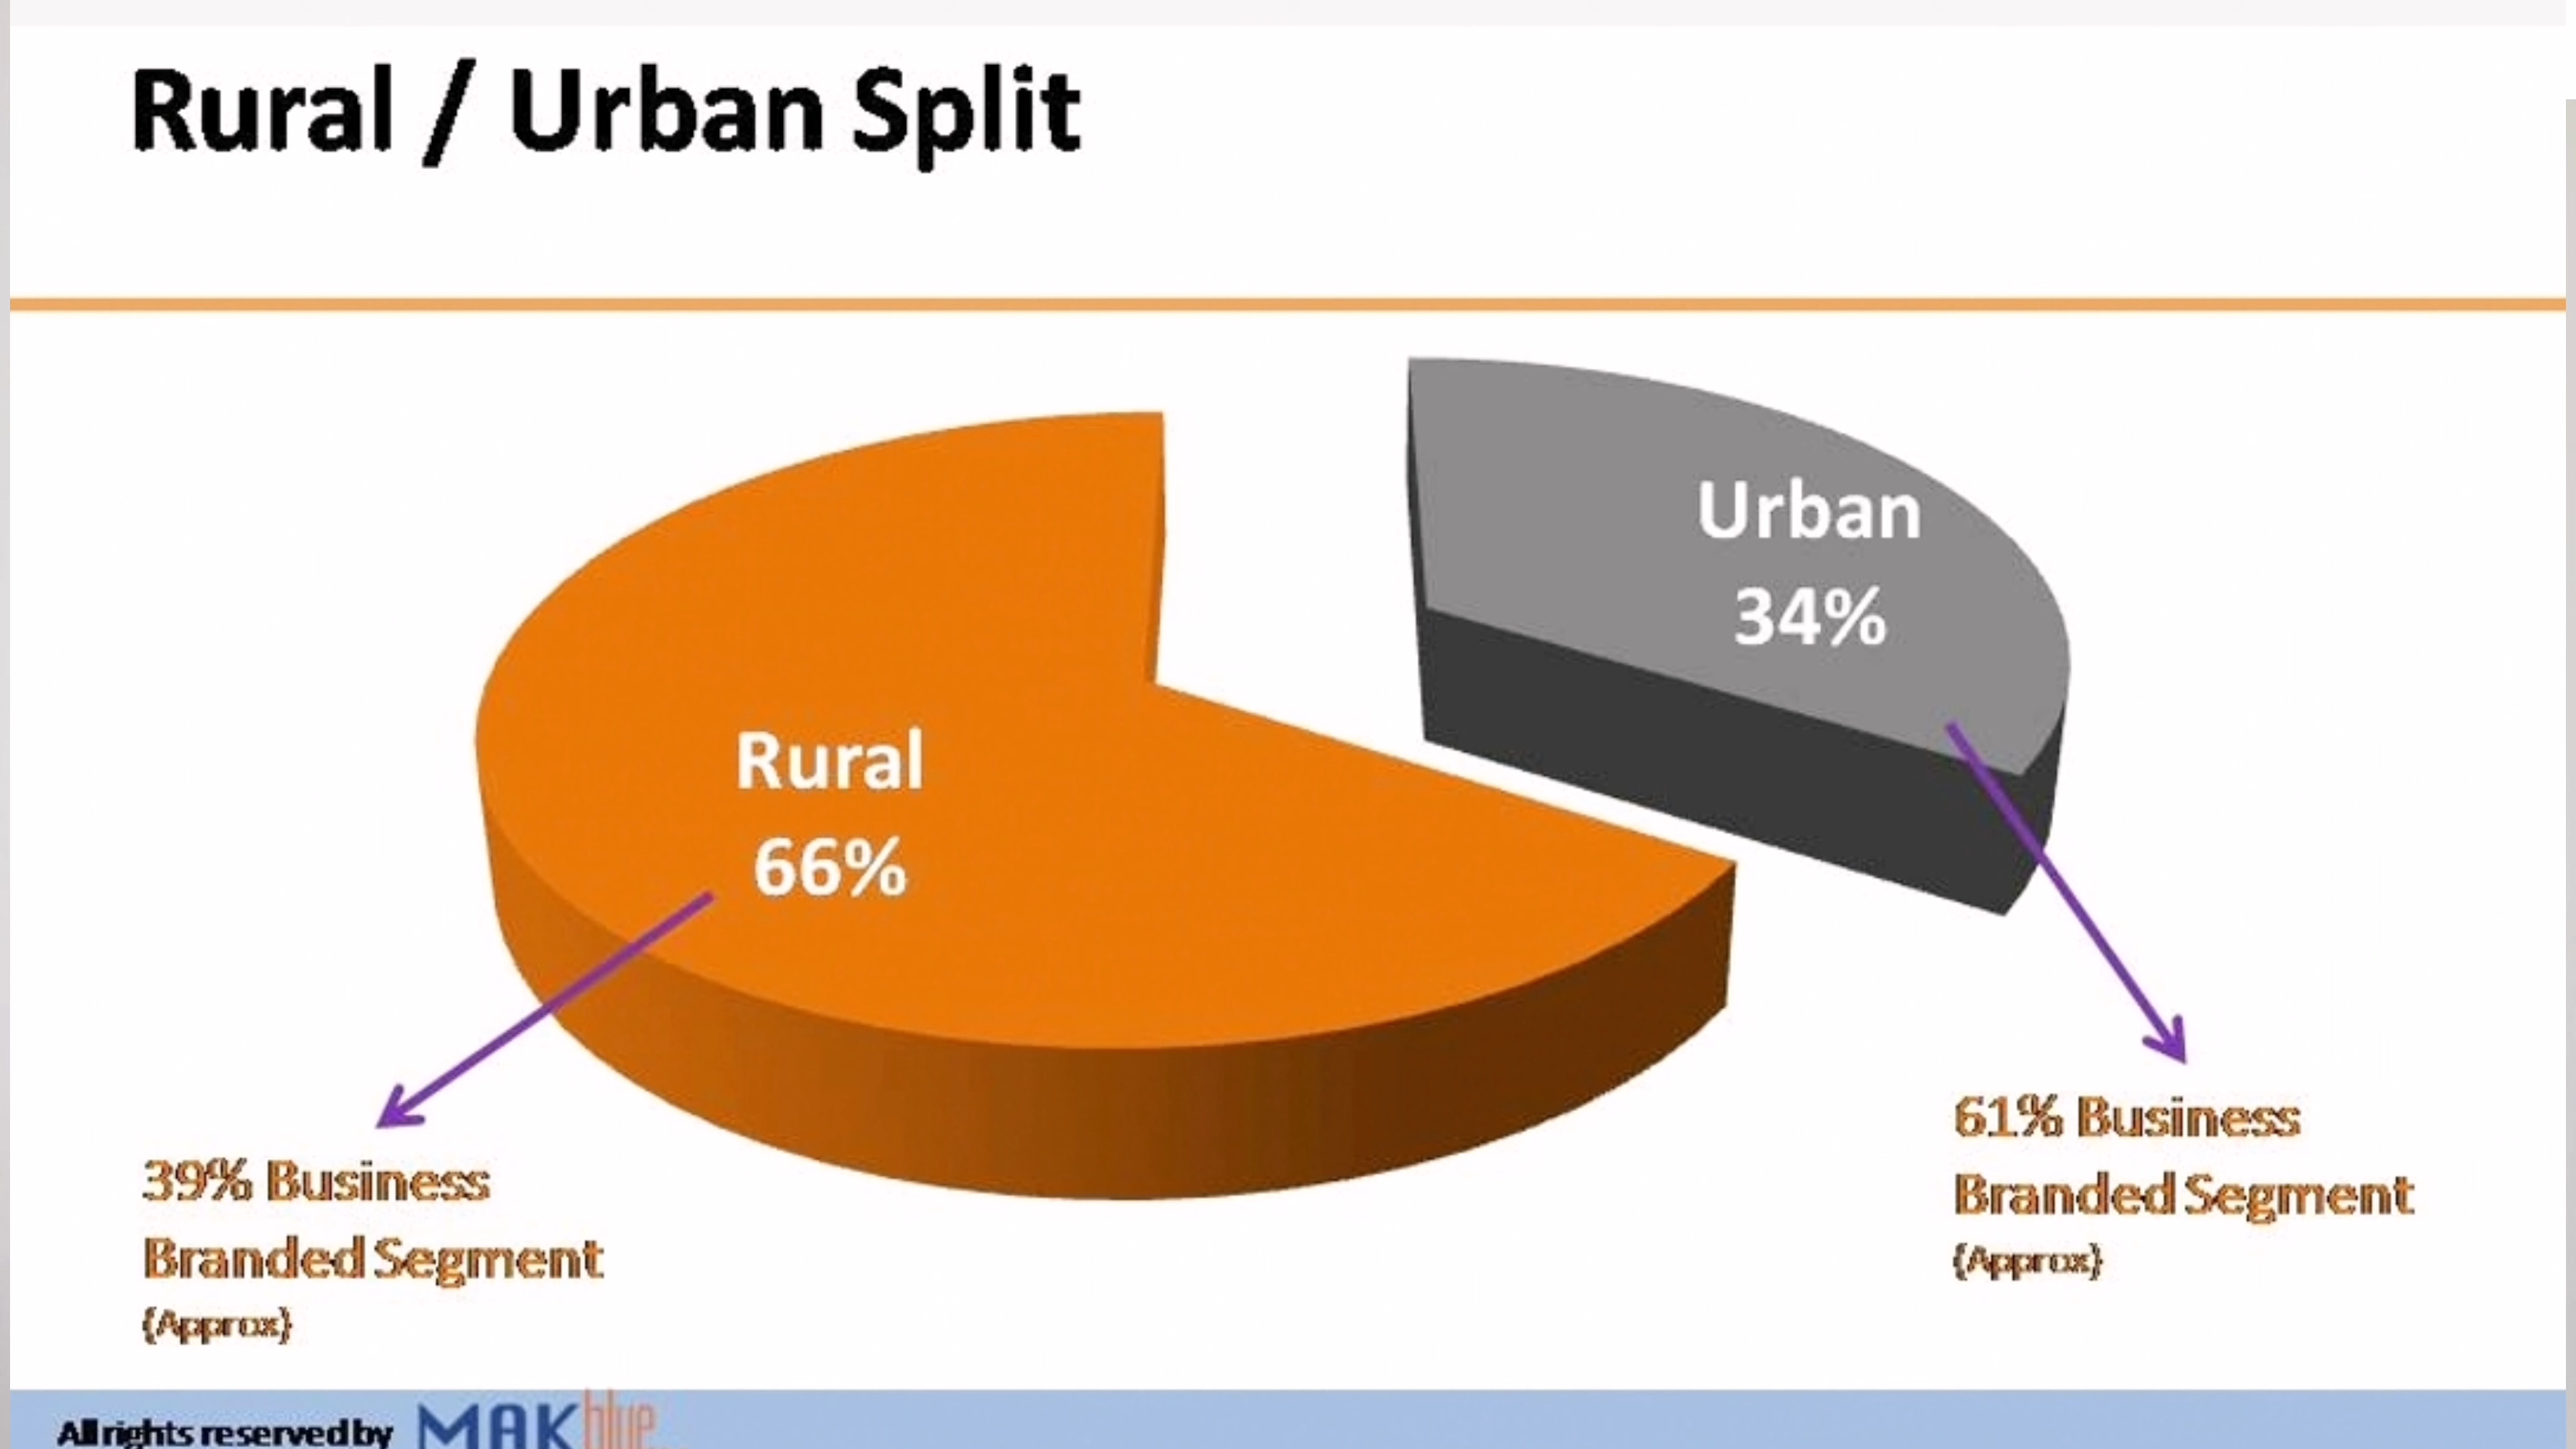 Rural / Urban Split
Urban
34%
Rural
66%
61% Business
Branded Segment
(Approx)
39% Business
Branded Segment
(Approx)
All rights reserved by MAKblue